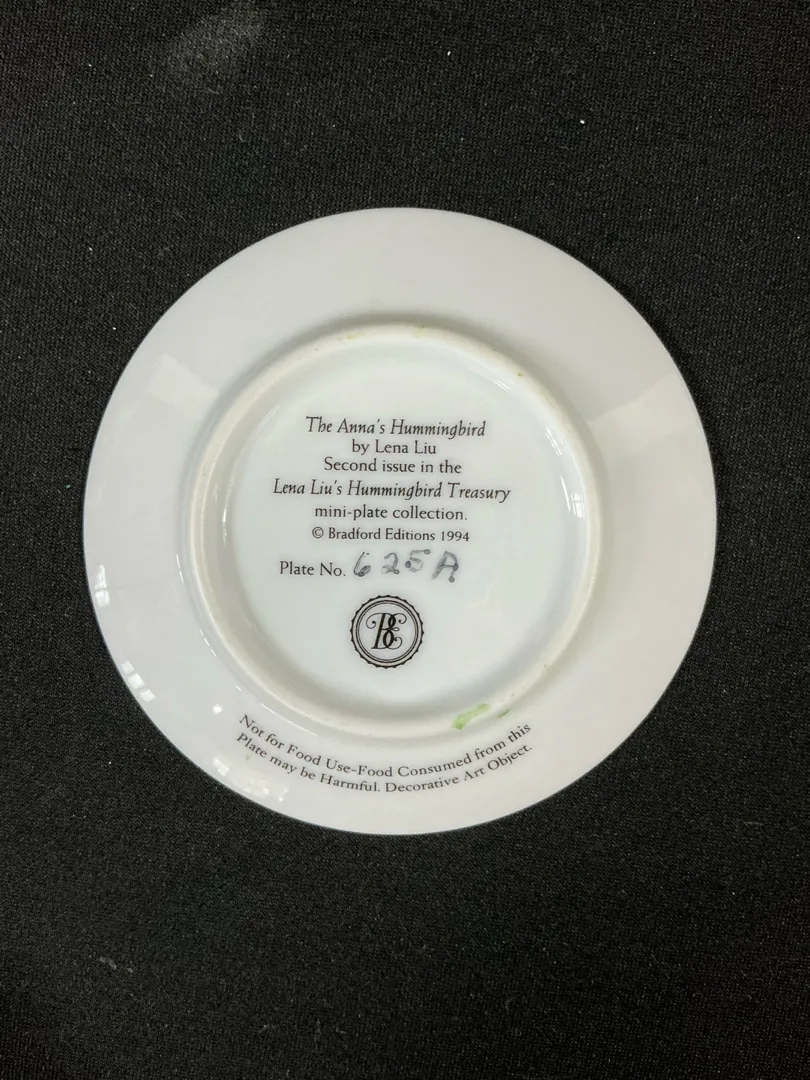 The Anna's Hummingbird
by Lena Liu
Second issue in the
Lena Liu's Hummingbird Treasury
mini-plate collection.
© Bradford Editions 1994
Plate No. 625A
BE
Not for Food Use-Food Consumed from this
Plate may be Harmful. Decorative Art Object.